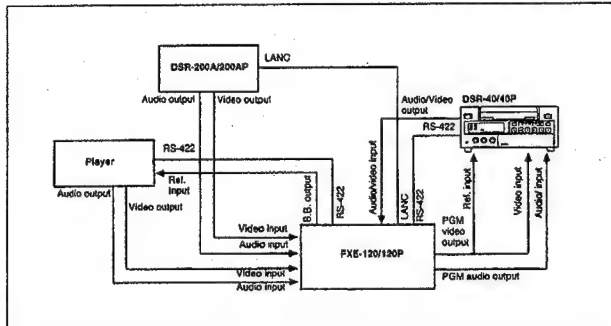 DSR-200A/200AP
LANC
Audio output
Video output
Audio/Video output
DSR-40/40P
RS-422
Player
RS-422
Ref. input
Audio output
Video output
B.B. output
RS-422
Audio/video input
LANC
RS-422
Ref. input
Video input
Audio/ input
Video input
Audio input
Video input
Audio input
FXE-120/120P
PGM video output
PGM audio output